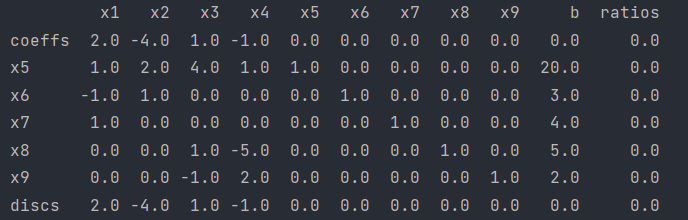 x1 x2 x3 x4 x5 x6 x7 x8 x9 b ratios
coeffs 2.0 -4.0 1.0 -1.0 0.0 0.0 0.0 0.0 0.0 0.0 0.0
x5 1.0 2.0 4.0 1.0 1.0 0.0 0.0 0.0 0.0 20.0 0.0
x6 -1.0 1.0 0.0 0.0 0.0 1.0 0.0 0.0 0.0 3.0 0.0
x7 1.0 0.0 0.0 0.0 0.0 0.0 1.0 0.0 0.0 4.0 0.0
x8 0.0 0.0 1.0 -5.0 0.0 0.0 0.0 1.0 0.0 5.0 0.0
x9 0.0 0.0 -1.0 2.0 0.0 0.0 0.0 0.0 1.0 2.0 0.0
discs 2.0 -4.0 1.0 -1.0 0.0 0.0 0.0 0.0 0.0 0.0 0.0